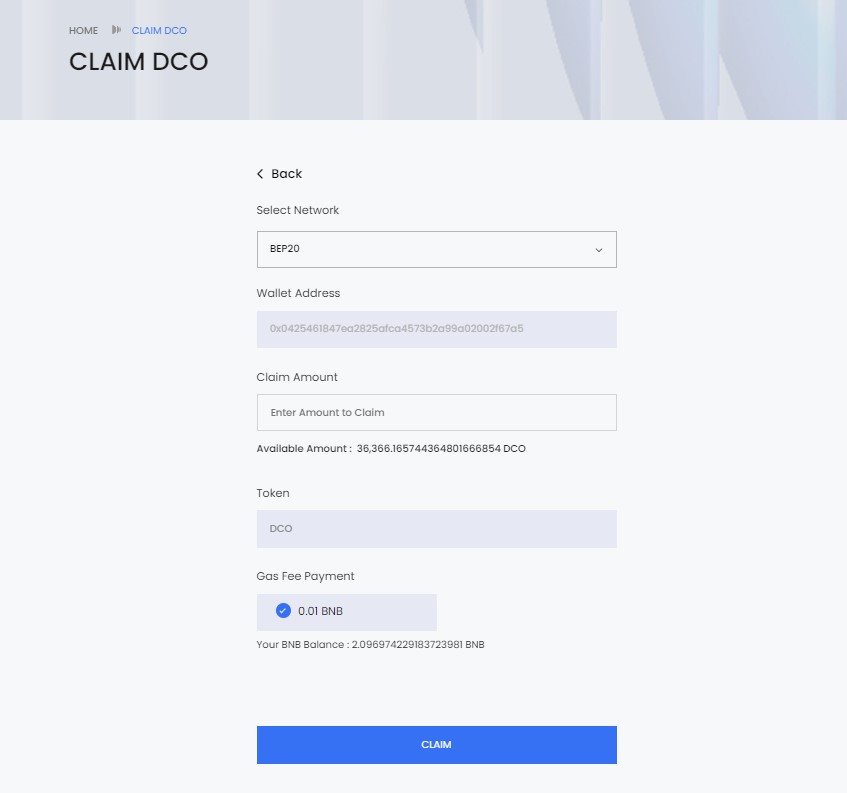 HOME CLAIM DCO
CLAIM DCO
Back
Select Network
BEP20
Wallet Address
0x0425461847ea2825afca4573b2a99a02002f67a5
Claim Amount
Enter Amount to Claim
Available Amount : 36,366.165744364801666854 DCO
Token
DCO
Gas Fee Payment
0.01 BNB
Your BNB Balance : 2.096974229183723981 BNB
CLAIM